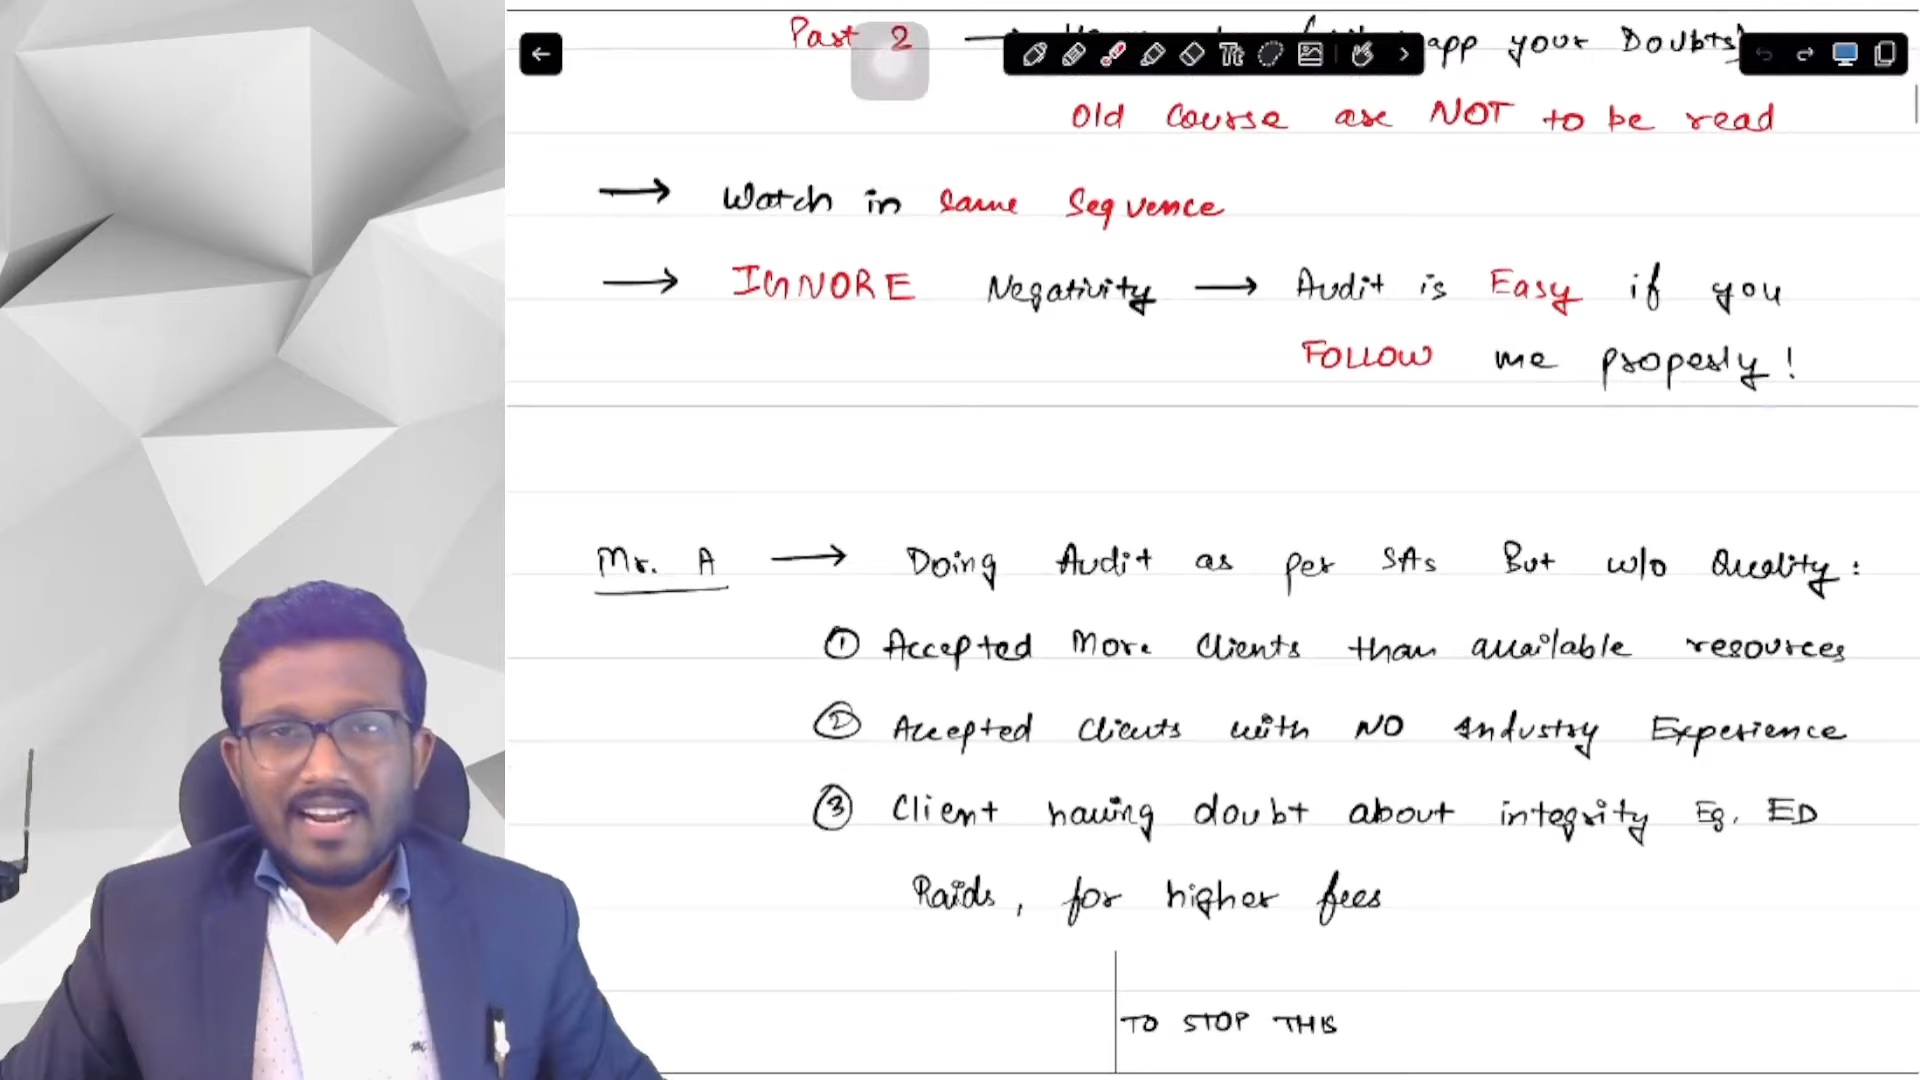 Part 2 → app your Doubts)
Old Course are NOT to be read
→ Watch in same Sequence
→ IGNORE Negativity → Audit is Easy if you
FOLLOW me properly!
Mr. A → Doing Audit as per SAs But w/o Quality:
① Accepted More Clients than available resources
② Accepted Clients with NO Industry Experience
③ Client having doubt about integrity Eg. ED
Raids, for higher fees
TO STOP THIS